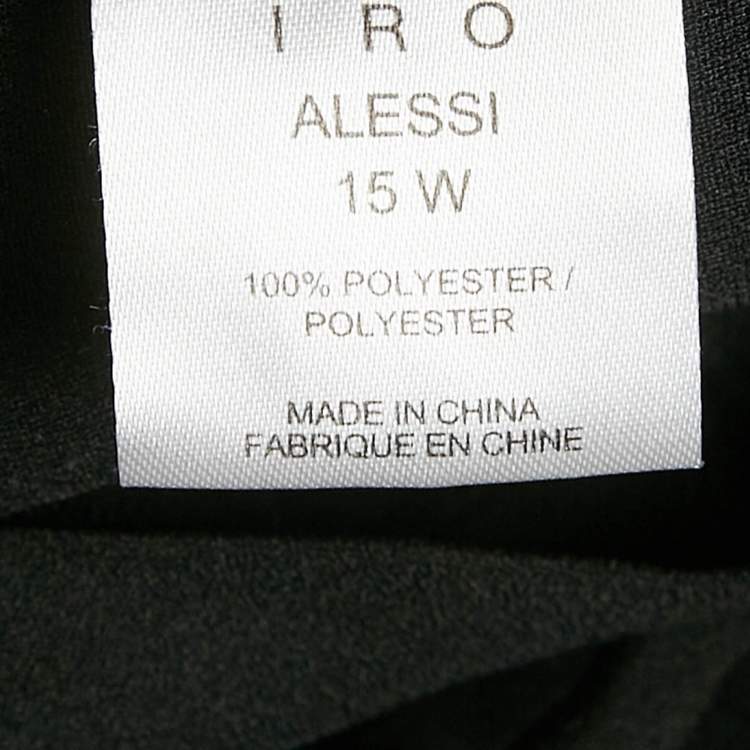 I R O
ALESSI
15 W
100% POLYESTER /
POLYESTER
MADE IN CHINA
FABRIQUE EN CHINE